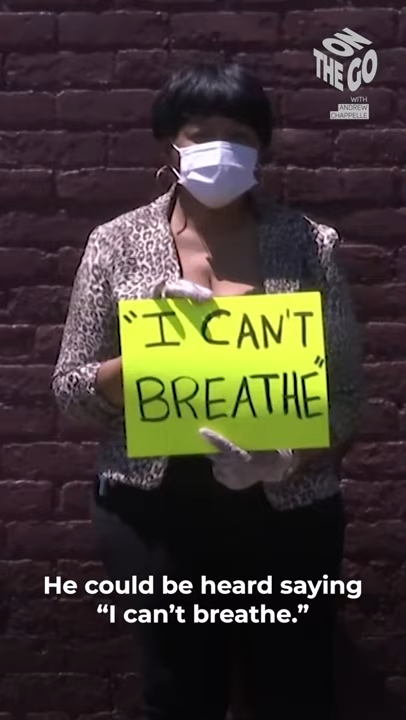 ON
THE GO
WITH
ANDREW
CHAPPELLE
"I CAN'T
BREATHE"
He could be heard saying
“I can’t breathe.”